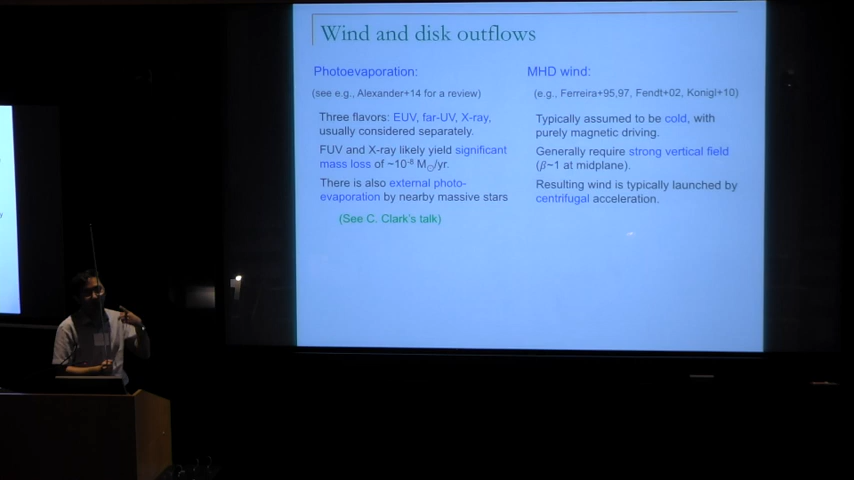 Wind and disk outflows
Photoevaporation:
(see e.g., Alexander+14 for a review)
Three flavors: EUV, far-UV, X-ray,
usually considered separately.
FUV and X-ray likely yield significant
mass loss of ~10⁻⁸ M☉/yr.
There is also external photo-
evaporation by nearby massive stars
(See C. Clark's talk)
MHD wind:
(e.g., Ferreira+95,97, Fendt+02, Konigl+10)
Typically assumed to be cold, with
purely magnetic driving.
Generally require strong vertical field
(β~1 at midplane).
Resulting wind is typically launched by
centrifugal acceleration.